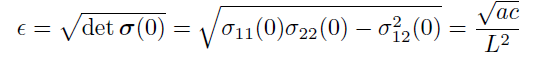 ϵ = √(det σ(0)) = √(σ₁₁(0)σ₂₂(0) − σ₁₂²(0)) = √(ac) / L²